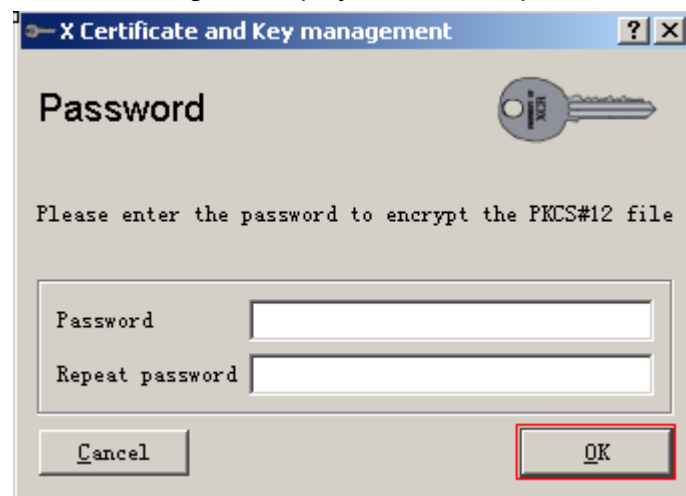 X Certificate and Key management
Password
Please enter the password to encrypt the PKCS#12 file
Password
Repeat password
Cancel
OK